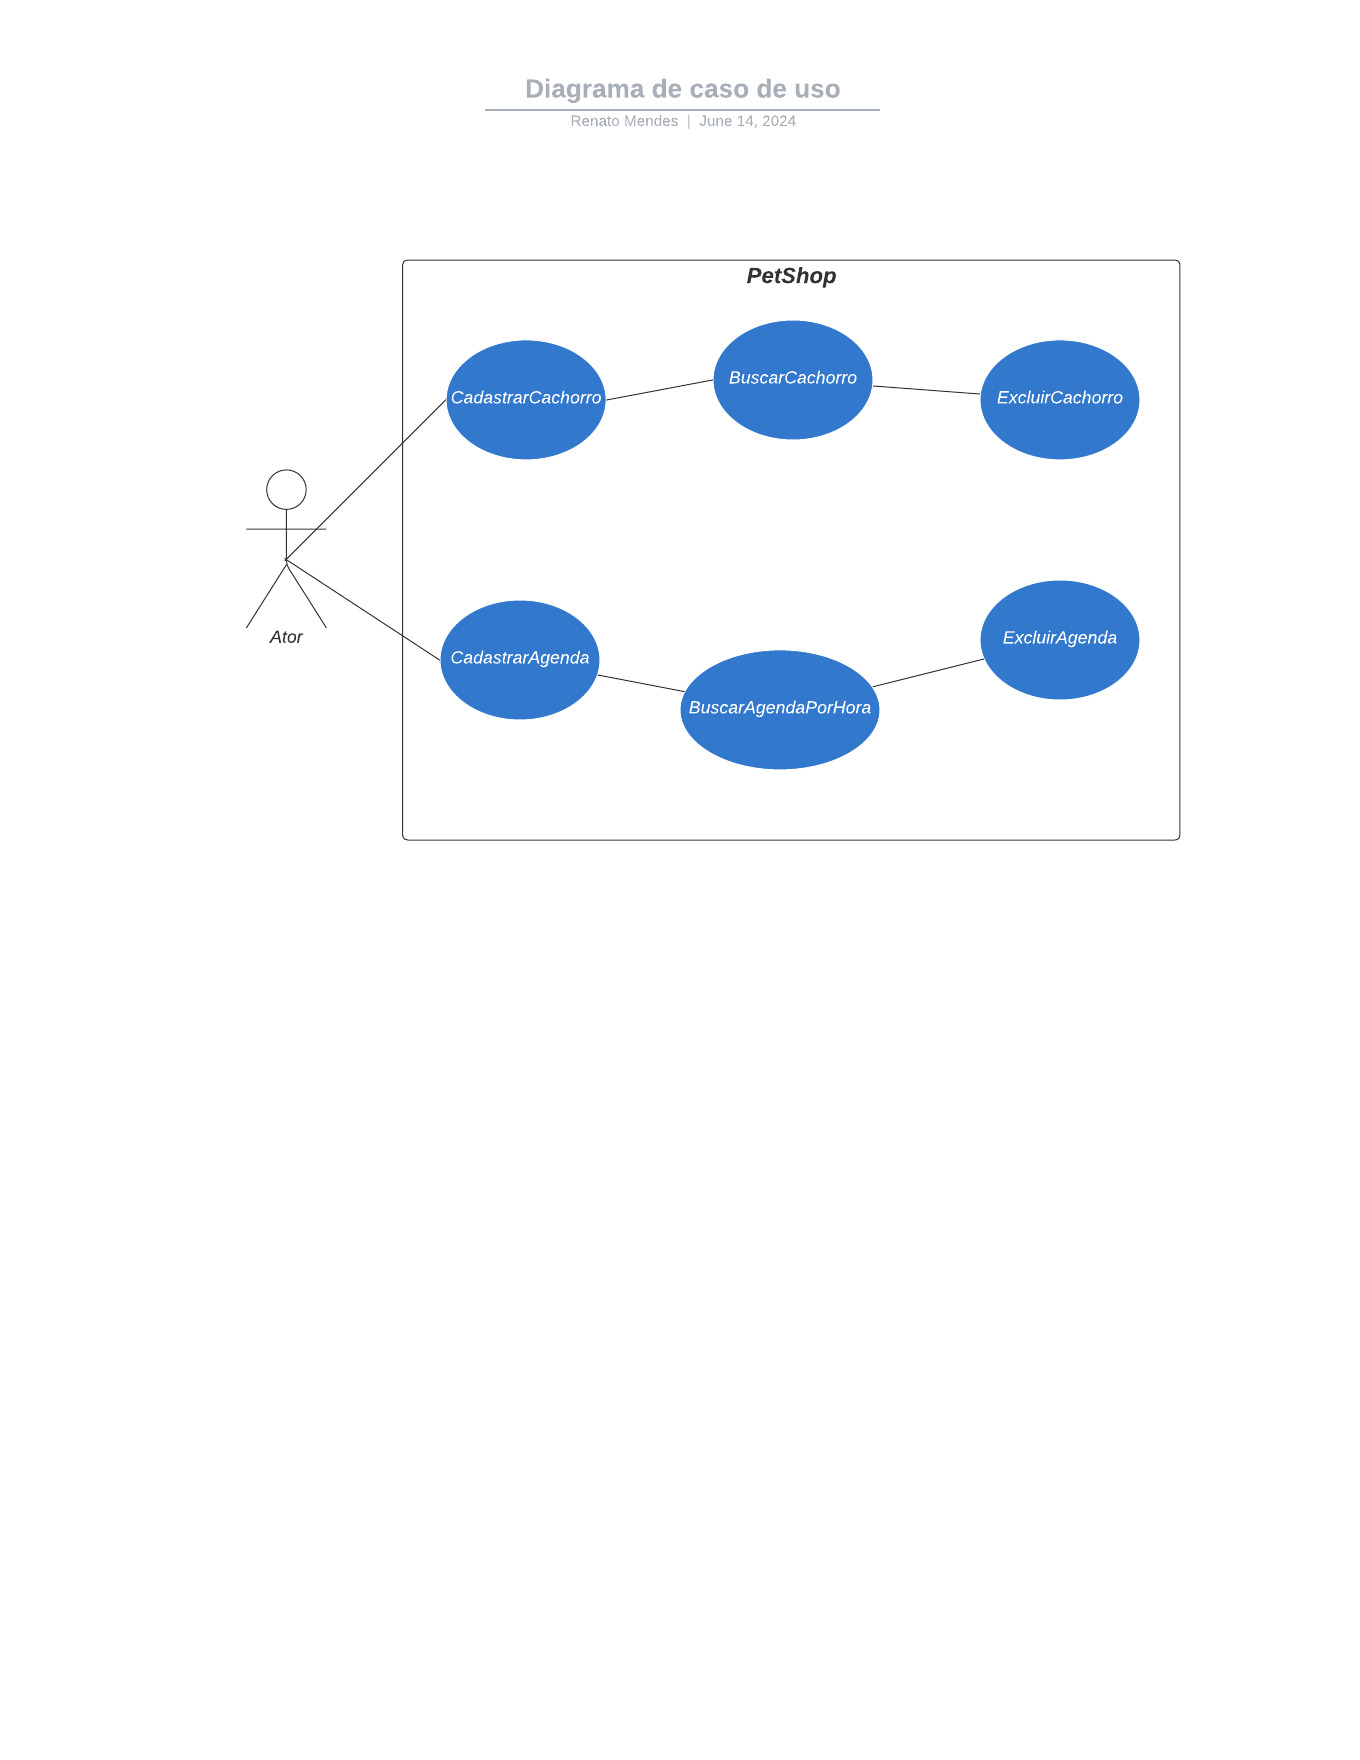 Diagrama de caso de uso
Renato Mendes | June 14, 2024
PetShop
CadastrarCachorro
BuscarCachorro
ExcluirCachorro
Ator
CadastrarAgenda
BuscarAgendaPorHora
ExcluirAgenda